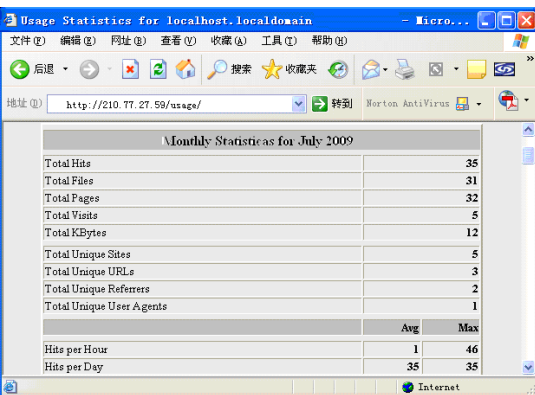 Usage Statistics for localhost.localdomain - Micro...
文件(F) 编辑(E) 网址(B) 查看(V) 收藏(A) 工具(T) 帮助(H)
后退 搜索 收藏夹 »
地址(D) http://210.77.27.59/usage/ 转到 Norton AntiVirus
Monthly Statisticas for July 2009
Total Hits 35
Total Files 31
Total Pages 32
Total Visits 5
Total KBytes 12
Total Unique Sites 5
Total Unique URLs 3
Total Unique Referrers 2
Total Unique User Agents 1
Avg Max
Hits per Hour 1 46
Hits per Day 35 35
Internet